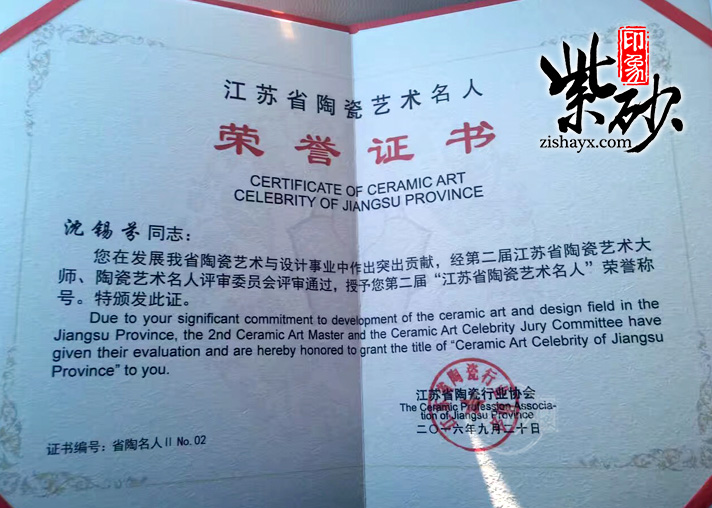 印象
紫砂
zishayx.com
江苏省陶瓷艺术名人
荣誉证书
CERTIFICATE OF CERAMIC ART
CELEBRITY OF JIANGSU PROVINCE
沈锡芬 同志：
您在发展我省陶瓷艺术与设计事业中作出突出贡献，经第二届江苏省陶瓷艺术大
师、陶瓷艺术名人评审委员会评审通过，授予您第二届“江苏省陶瓷艺术名人”荣誉称
号。特颁发此证。
Due to your significant commitment to development of the ceramic art and design field in the
Jiangsu Province, the 2nd Ceramic Art Master and the Ceramic Art Celebrity Jury Committee have
given their evaluation and are hereby honored to grant the title of “Ceramic Art Celebrity of Jiangsu
Province” to you.
江苏省陶瓷行业协会
The Ceramic Profession Associa-
tion of Jiangsu Province
二〇一六年九月二十日
证书编号：省陶名人 II No.02